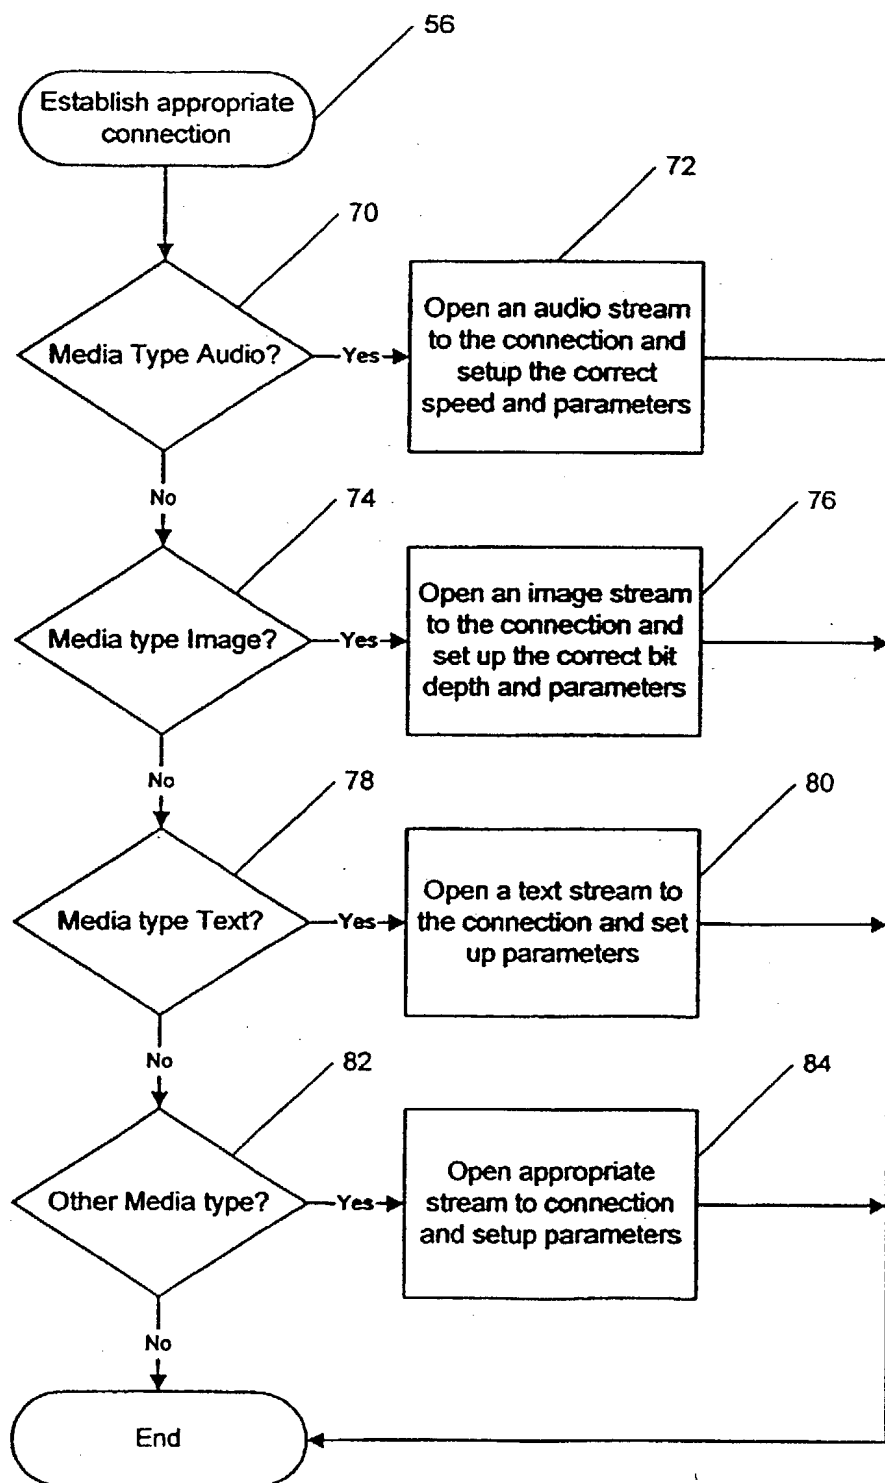 56
Establish appropriate
connection
72
70
Media Type Audio?
Yes
Open an audio stream
to the connection and
setup the correct
speed and parameters
No
74
76
Media type Image?
Yes
Open an image stream
to the connection and
set up the correct bit
depth and parameters
No
78
80
Media type Text?
Yes
Open a text stream to
the connection and set
up parameters
No
82
84
Other Media type?
Yes
Open appropriate
stream to connection
and setup parameters
No
End